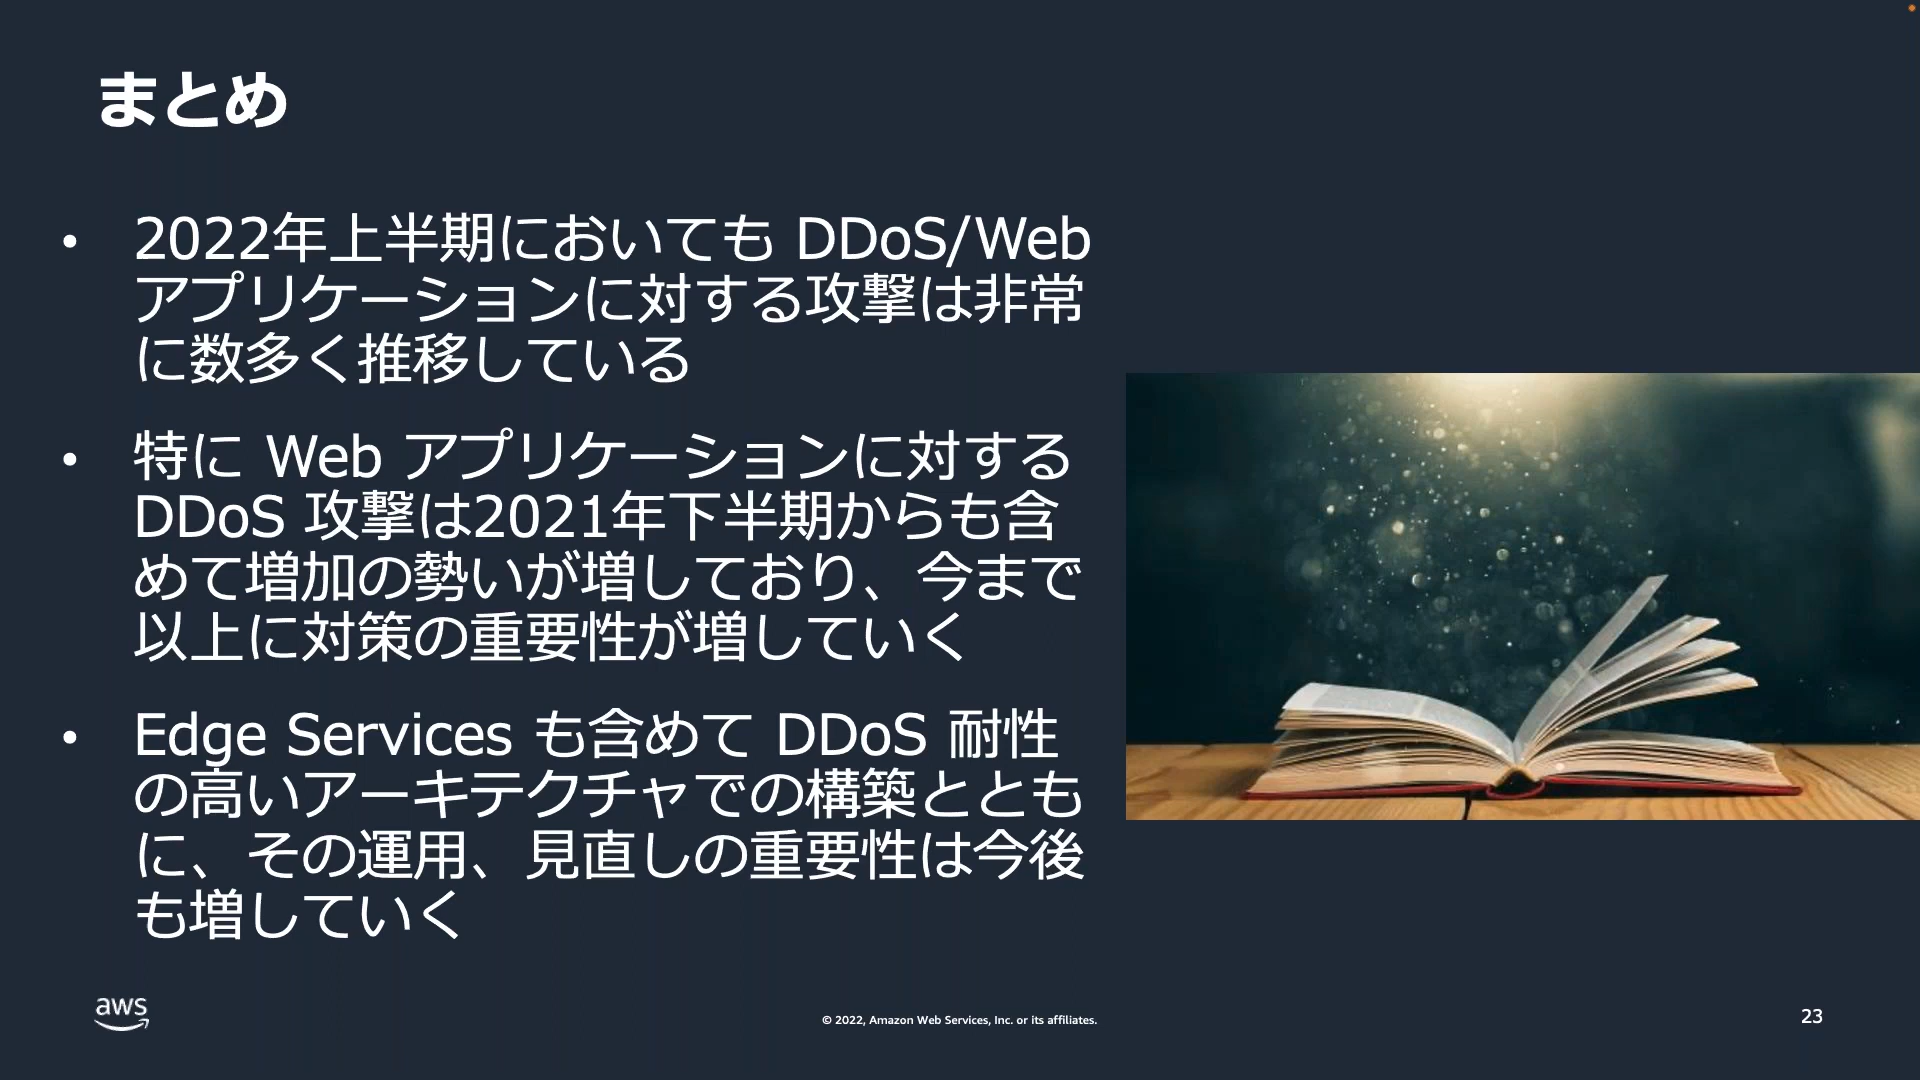 まとめ
• 2022年上半期においても DDoS/Web
アプリケーションに対する攻撃は非常
に数多く推移している
• 特に Web アプリケーションに対する
DDoS 攻撃は2021年下半期からも含
めて増加の勢いが増しており、今まで
以上に対策の重要性が増していく
• Edge Services も含めて DDoS 耐性
の高いアーキテクチャでの構築ととも
に、その運用、見直しの重要性は今後
も増していく
aws
© 2022, Amazon Web Services, Inc. or its affiliates.
23